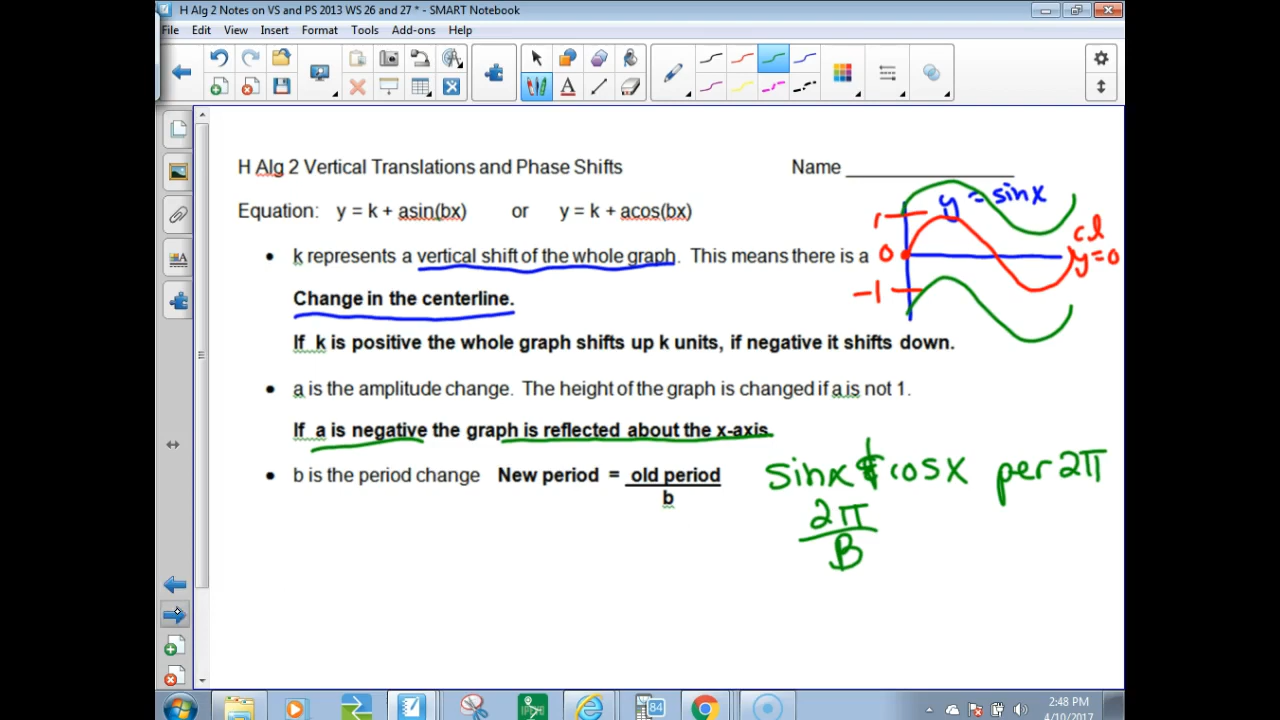 H Alg 2 Notes on VS and PS 2013 WS 26 and 27 * - SMART Notebook
File Edit View Insert Format Tools Add-ons Help
H Alg 2 Vertical Translations and Phase Shifts Name _______________
Equation: y = k + asin(bx) or y = k + acos(bx)
y = sinx
1
0
-1
cl
y=0
• k represents a vertical shift of the whole graph. This means there is a
Change in the centerline.
If k is positive the whole graph shifts up k units, if negative it shifts down.
• a is the amplitude change. The height of the graph is changed if a is not 1.
If a is negative the graph is reflected about the x-axis.
• b is the period change New period = old period
b
sinx & cosx per 2π
2π
B
84
2:48 PM
4/10/2017